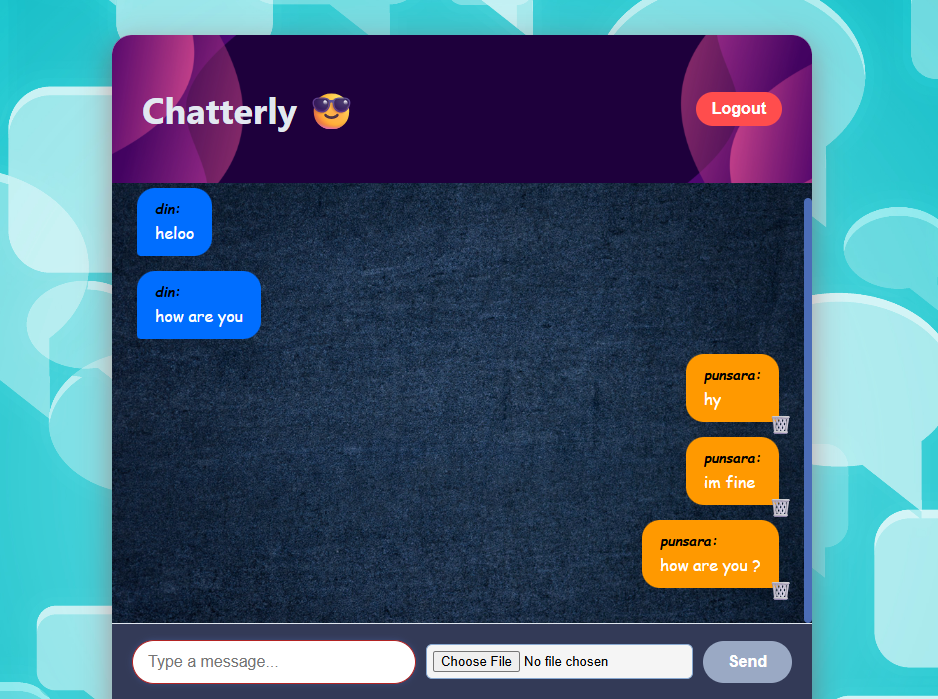 Chatterly 😎
Logout
din:
heloo
din:
how are you
punsara:
hy
punsara:
im fine
punsara:
how are you ?
Type a message...
Choose File No file chosen
Send